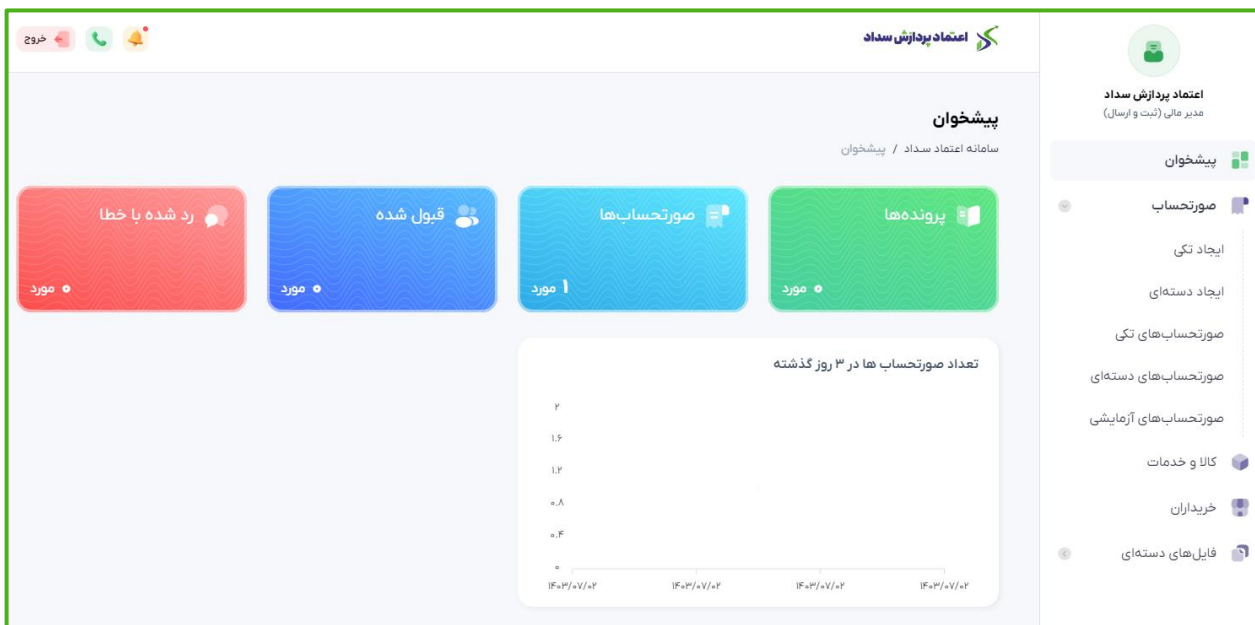 اعتماد پردازش سداد
مدیر مالی (ثبت و ارسال)
پیشخوان
صورتحساب
ایجاد تکی
ایجاد دسته‌ای
صورتحساب‌های تکی
صورتحساب‌های دسته‌ای
صورتحساب‌های آزمایشی
کالا و خدمات
خریداران
فایل‌های دسته‌ای
اعتماد پردازش سداد
خروج
پیشخوان
سامانه اعتماد سداد / پیشخوان
پرونده‌ها
۰ مورد
صورتحساب‌ها
۱ مورد
قبول شده
۰ مورد
رد شده با خطا
۰ مورد
تعداد صورتحساب ها در ۳ روز گذشته
۲
۱.۶
۱.۲
۰.۸
۰.۴
۰
۱۴۰۳/۰۷/۰۲ ۱۴۰۳/۰۷/۰۲ ۱۴۰۳/۰۷/۰۲ ۱۴۰۳/۰۷/۰۲